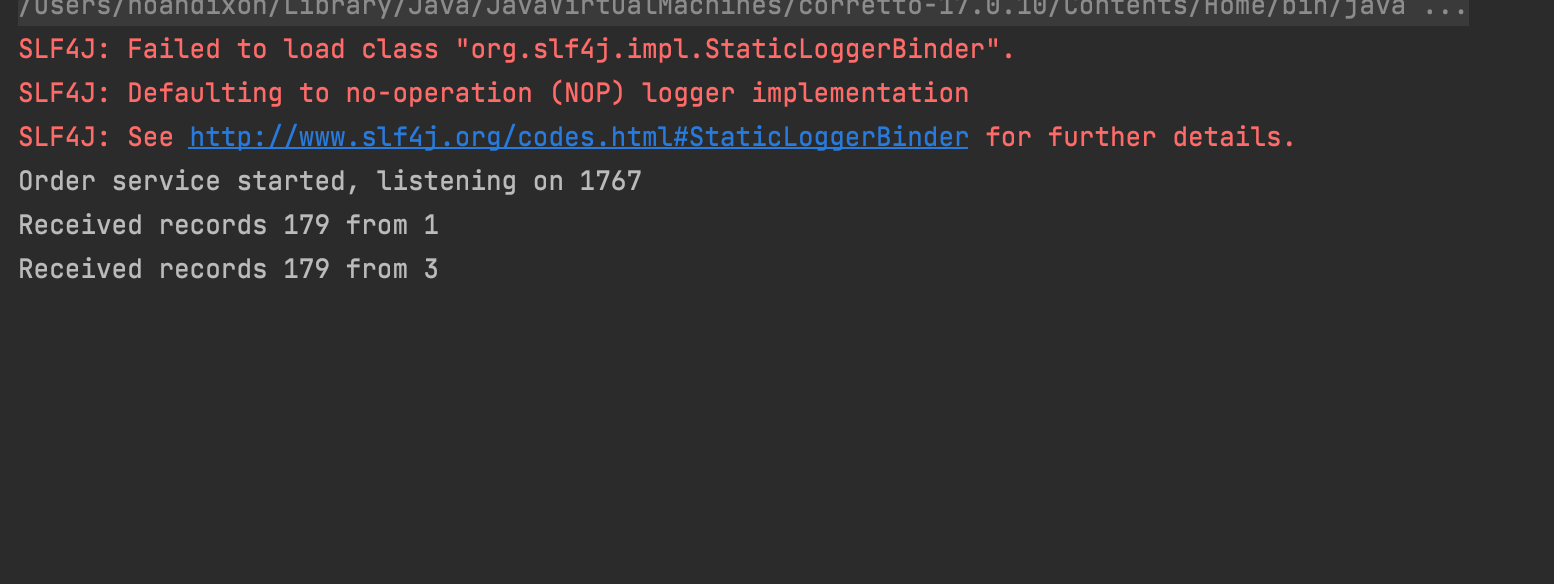 /Users/noahdixon/Library/Java/JavaVirtualMachines/corretto-17.0.10/Contents/Home/bin/java ...
SLF4J: Failed to load class "org.slf4j.impl.StaticLoggerBinder".
SLF4J: Defaulting to no-operation (NOP) logger implementation
SLF4J: See http://www.slf4j.org/codes.html#StaticLoggerBinder for further details.
Order service started, listening on 1767
Received records 179 from 1
Received records 179 from 3